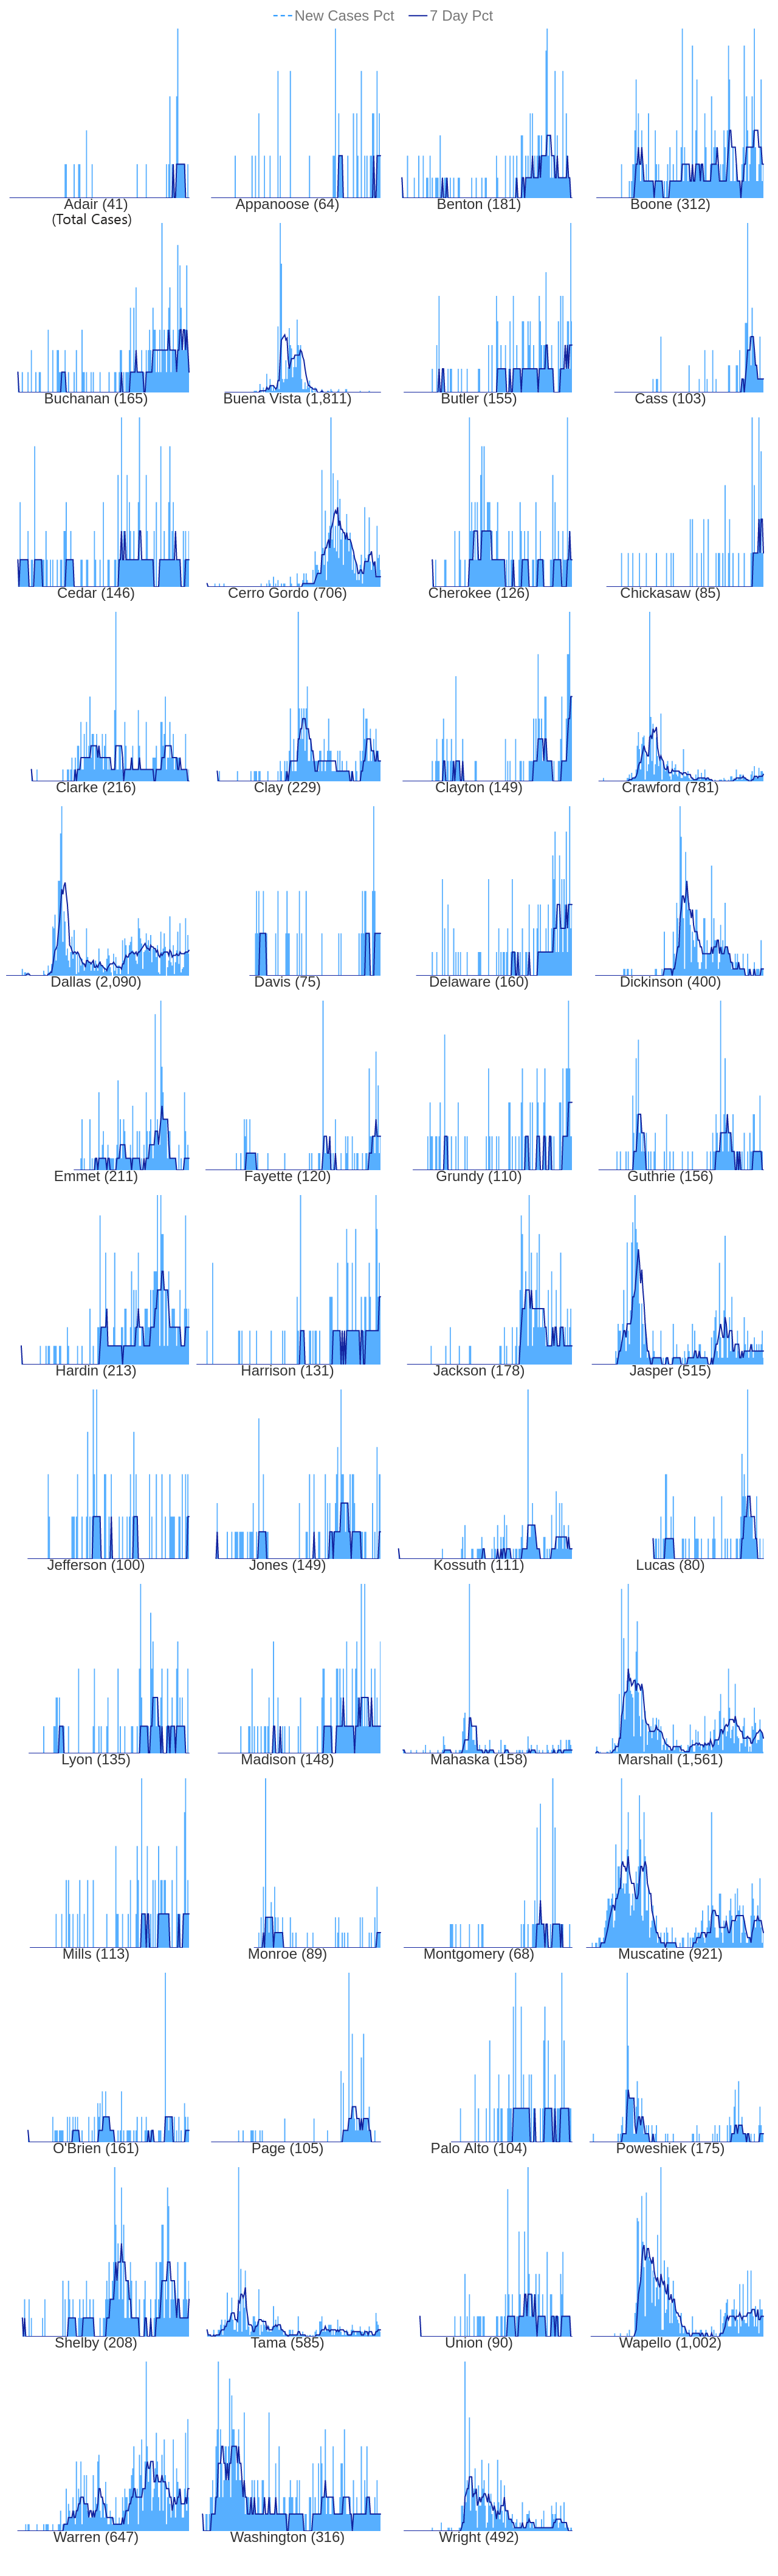 New Cases Pct 7 Day Pct
Adair (41) Appanoose (64) Benton (181) Boone (312)
(Total Cases)
Buchanan (165) Buena Vista (1,811) Butler (155) Cass (103)
Cedar (146) Cerro Gordo (706) Cherokee (126) Chickasaw (85)
Clarke (216) Clay (229) Clayton (149) Crawford (781)
Dallas (2,090) Davis (75) Delaware (160) Dickinson (400)
Emmet (211) Fayette (120) Grundy (110) Guthrie (156)
Hardin (213) Harrison (131) Jackson (178) Jasper (515)
Jefferson (100) Jones (149) Kossuth (111) Lucas (80)
Lyon (135) Madison (148) Mahaska (158) Marshall (1,561)
Mills (113) Monroe (89) Montgomery (68) Muscatine (921)
O'Brien (161) Page (105) Palo Alto (104) Poweshiek (175)
Shelby (208) Tama (585) Union (90) Wapello (1,002)
Warren (647) Washington (316) Wright (492)